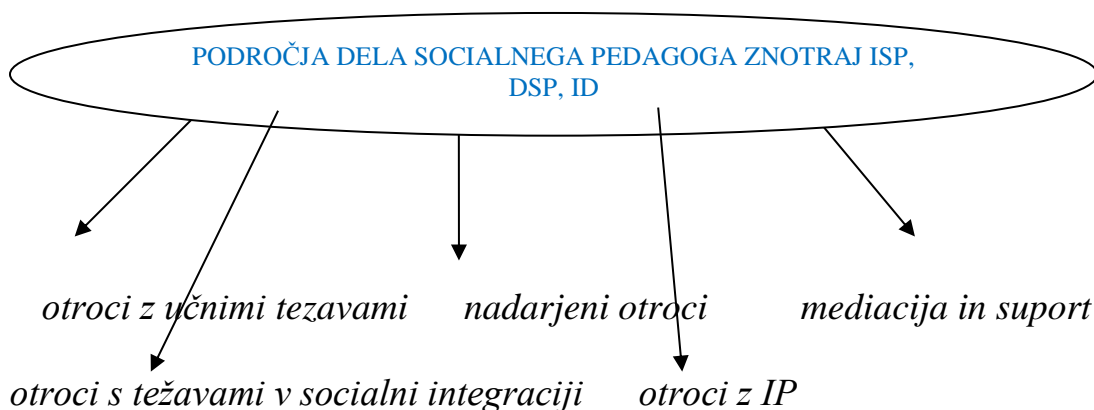 PODROČJA DELA SOCIALNEGA PEDAGOGA ZNOTRAJ ISP,
DSP, ID
otroci z učnimi tezavami nadarjeni otroci mediacija in suport
otroci s težavami v socialni integraciji otroci z IP